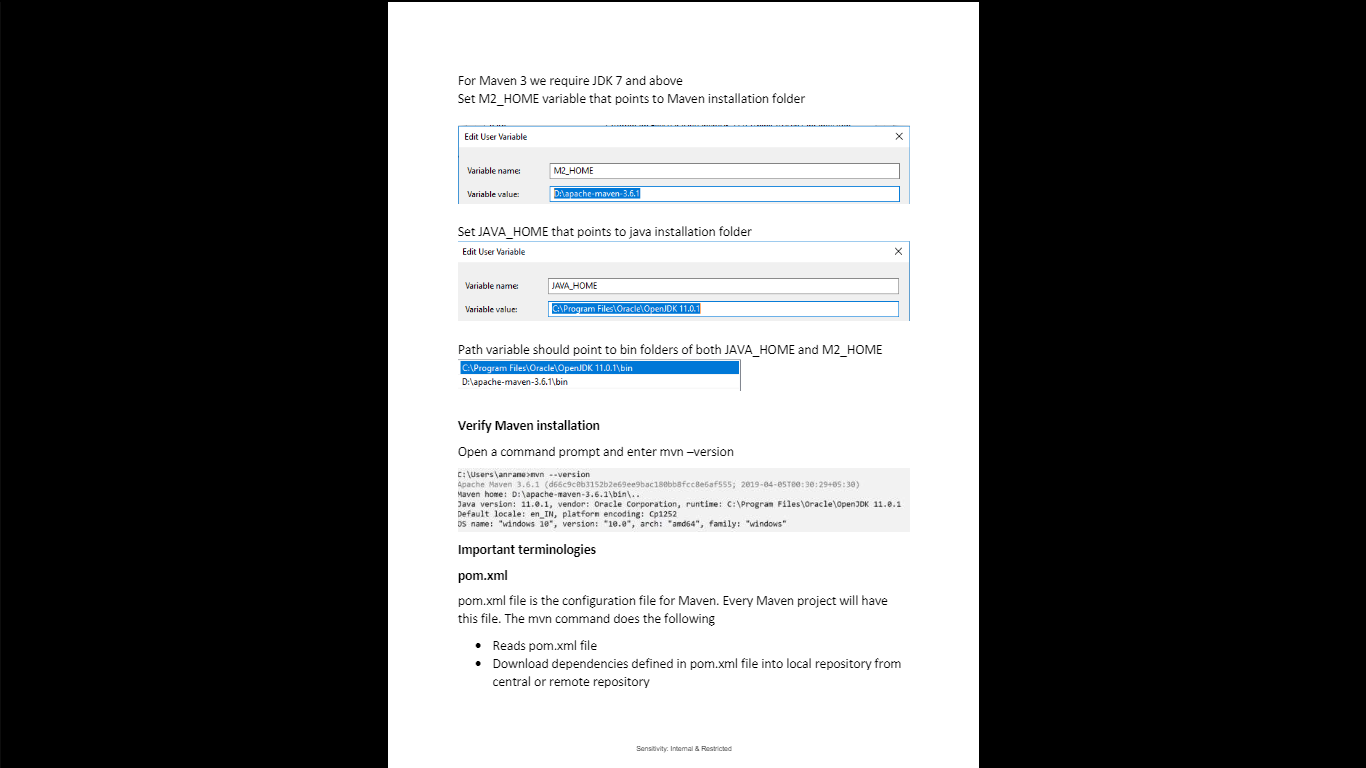 For Maven 3 we require JDK 7 and above
Set M2_HOME variable that points to Maven installation folder
Edit User Variable
Variable name: M2_HOME
Variable value: D:\apache-maven-3.6.1
Set JAVA_HOME that points to java installation folder
Edit User Variable
Variable name: JAVA_HOME
Variable value: C:\Program Files\Oracle\OpenJDK 11.0.1
Path variable should point to bin folders of both JAVA_HOME and M2_HOME
C:\Program Files\Oracle\OpenJDK 11.0.1\bin
D:\apache-maven-3.6.1\bin
Verify Maven installation
Open a command prompt and enter mvn –version
C:\Users\anrame>mvn --version
Apache Maven 3.6.1 (d66c9c0b3152b2e69ee9bac180bb8fcc8e6af555; 2019-04-05T00:30:29+05:30)
Maven home: D:\apache-maven-3.6.1\bin\..
Java version: 11.0.1, vendor: Oracle Corporation, runtime: C:\Program Files\Oracle\OpenJDK 11.0.1
Default locale: en_IN, platform encoding: Cp1252
OS name: "windows 10", version: "10.0", arch: "amd64", family: "windows"
Important terminologies
pom.xml
pom.xml file is the configuration file for Maven. Every Maven project will have
this file. The mvn command does the following
• Reads pom.xml file
• Download dependencies defined in pom.xml file into local repository from
central or remote repository
Sensitivity: Internal & Restricted